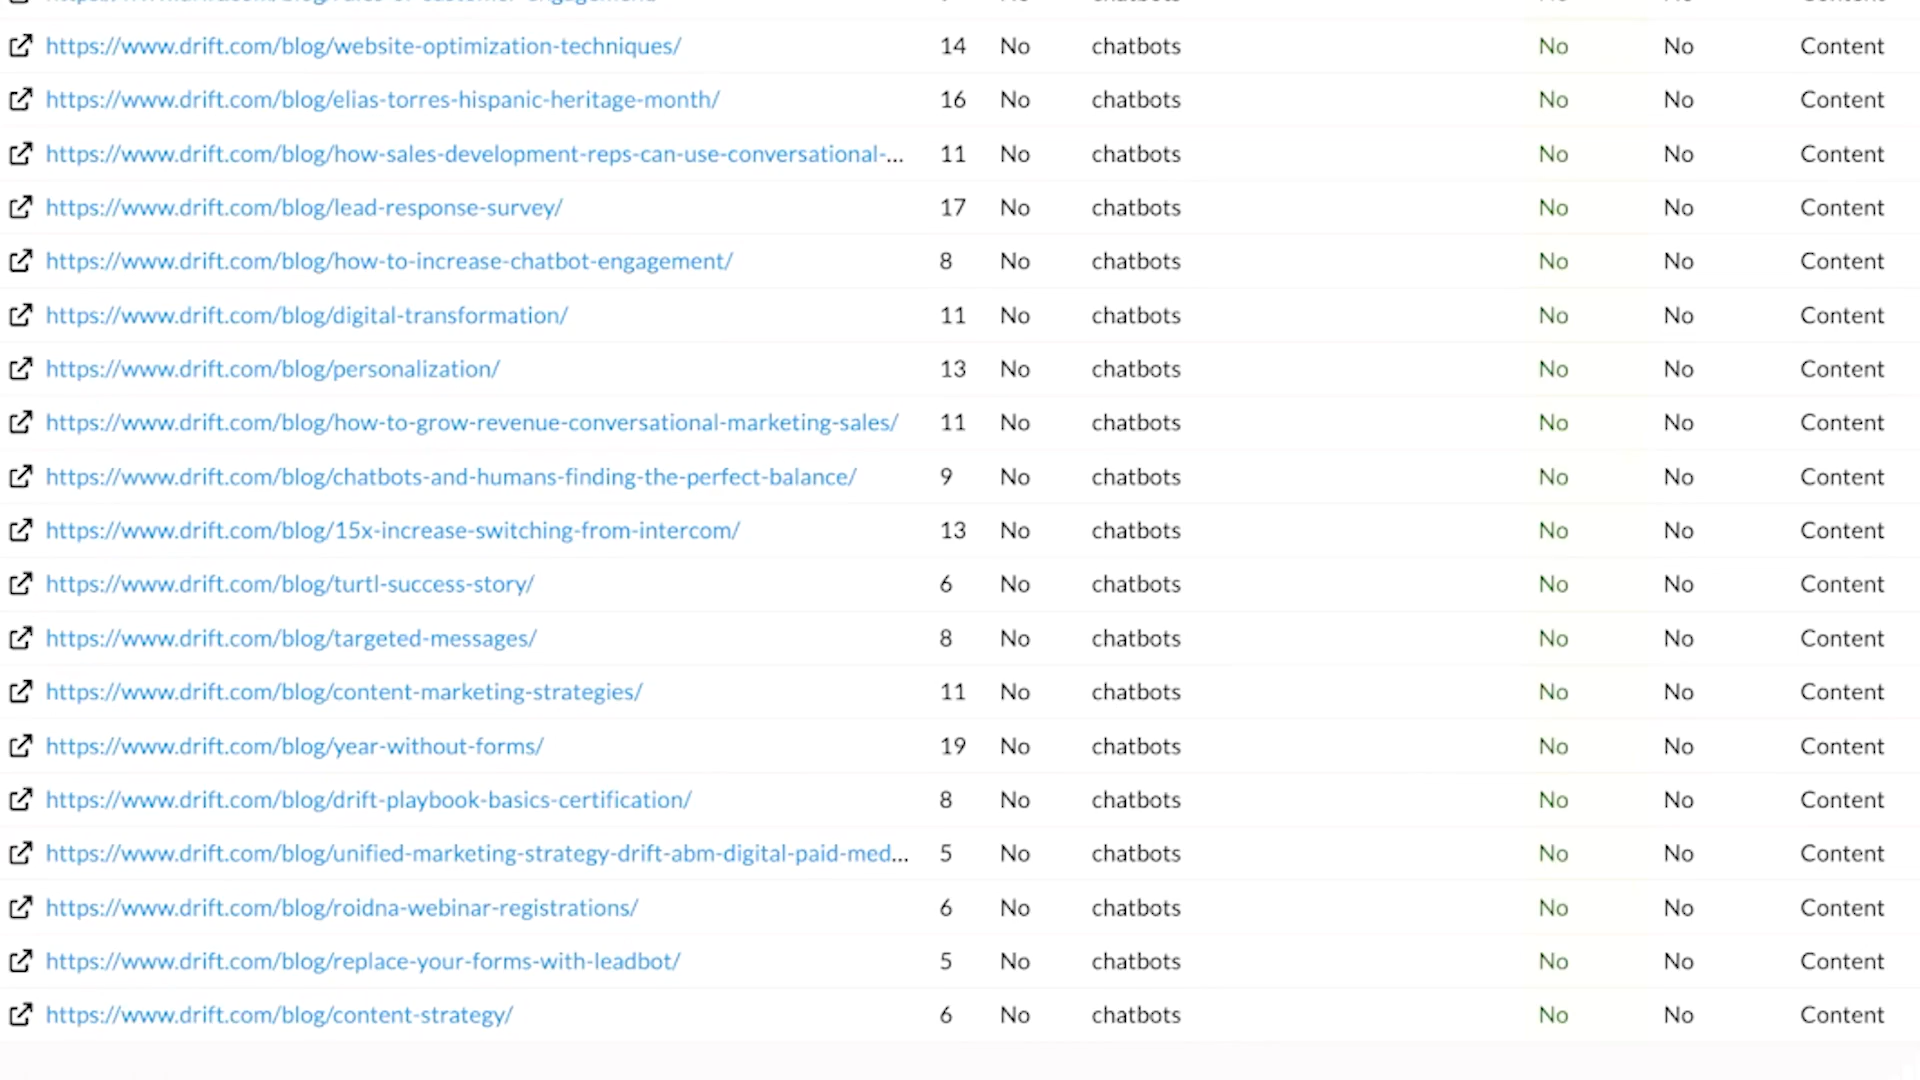 https://www.drift.com/blog/website-optimization-techniques/ 14 No chatbots No No Content
https://www.drift.com/blog/elias-torres-hispanic-heritage-month/ 16 No chatbots No No Content
https://www.drift.com/blog/how-sales-development-reps-can-use-conversational-... 11 No chatbots No No Content
https://www.drift.com/blog/lead-response-survey/ 17 No chatbots No No Content
https://www.drift.com/blog/how-to-increase-chatbot-engagement/ 8 No chatbots No No Content
https://www.drift.com/blog/digital-transformation/ 11 No chatbots No No Content
https://www.drift.com/blog/personalization/ 13 No chatbots No No Content
https://www.drift.com/blog/how-to-grow-revenue-conversational-marketing-sales/ 11 No chatbots No No Content
https://www.drift.com/blog/chatbots-and-humans-finding-the-perfect-balance/ 9 No chatbots No No Content
https://www.drift.com/blog/15x-increase-switching-from-intercom/ 13 No chatbots No No Content
https://www.drift.com/blog/turtl-success-story/ 6 No chatbots No No Content
https://www.drift.com/blog/targeted-messages/ 8 No chatbots No No Content
https://www.drift.com/blog/content-marketing-strategies/ 11 No chatbots No No Content
https://www.drift.com/blog/year-without-forms/ 19 No chatbots No No Content
https://www.drift.com/blog/drift-playbook-basics-certification/ 8 No chatbots No No Content
https://www.drift.com/blog/unified-marketing-strategy-drift-abm-digital-paid-med... 5 No chatbots No No Content
https://www.drift.com/blog/roidna-webinar-registrations/ 6 No chatbots No No Content
https://www.drift.com/blog/replace-your-forms-with-leadbot/ 5 No chatbots No No Content
https://www.drift.com/blog/content-strategy/ 6 No chatbots No No Content